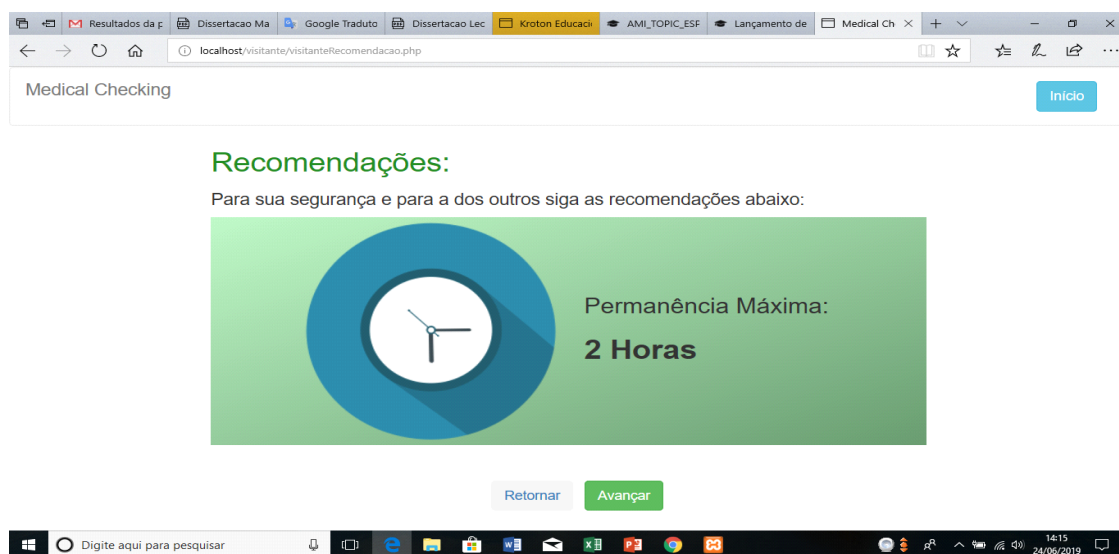 Resultados da p
Dissertacao Ma
Google Traduto
Dissertacao Lec
Kroton Educaci
AMI_TOPIC_ESF
Lançamento de
Medical Ch
localhost/visitante/visitanteRecomendacao.php
Medical Checking
Início
Recomendações:
Para sua segurança e para a dos outros siga as recomendações abaixo:
Permanência Máxima:
2 Horas
Retornar
Avançar
Digite aqui para pesquisar
14:15
24/06/2019